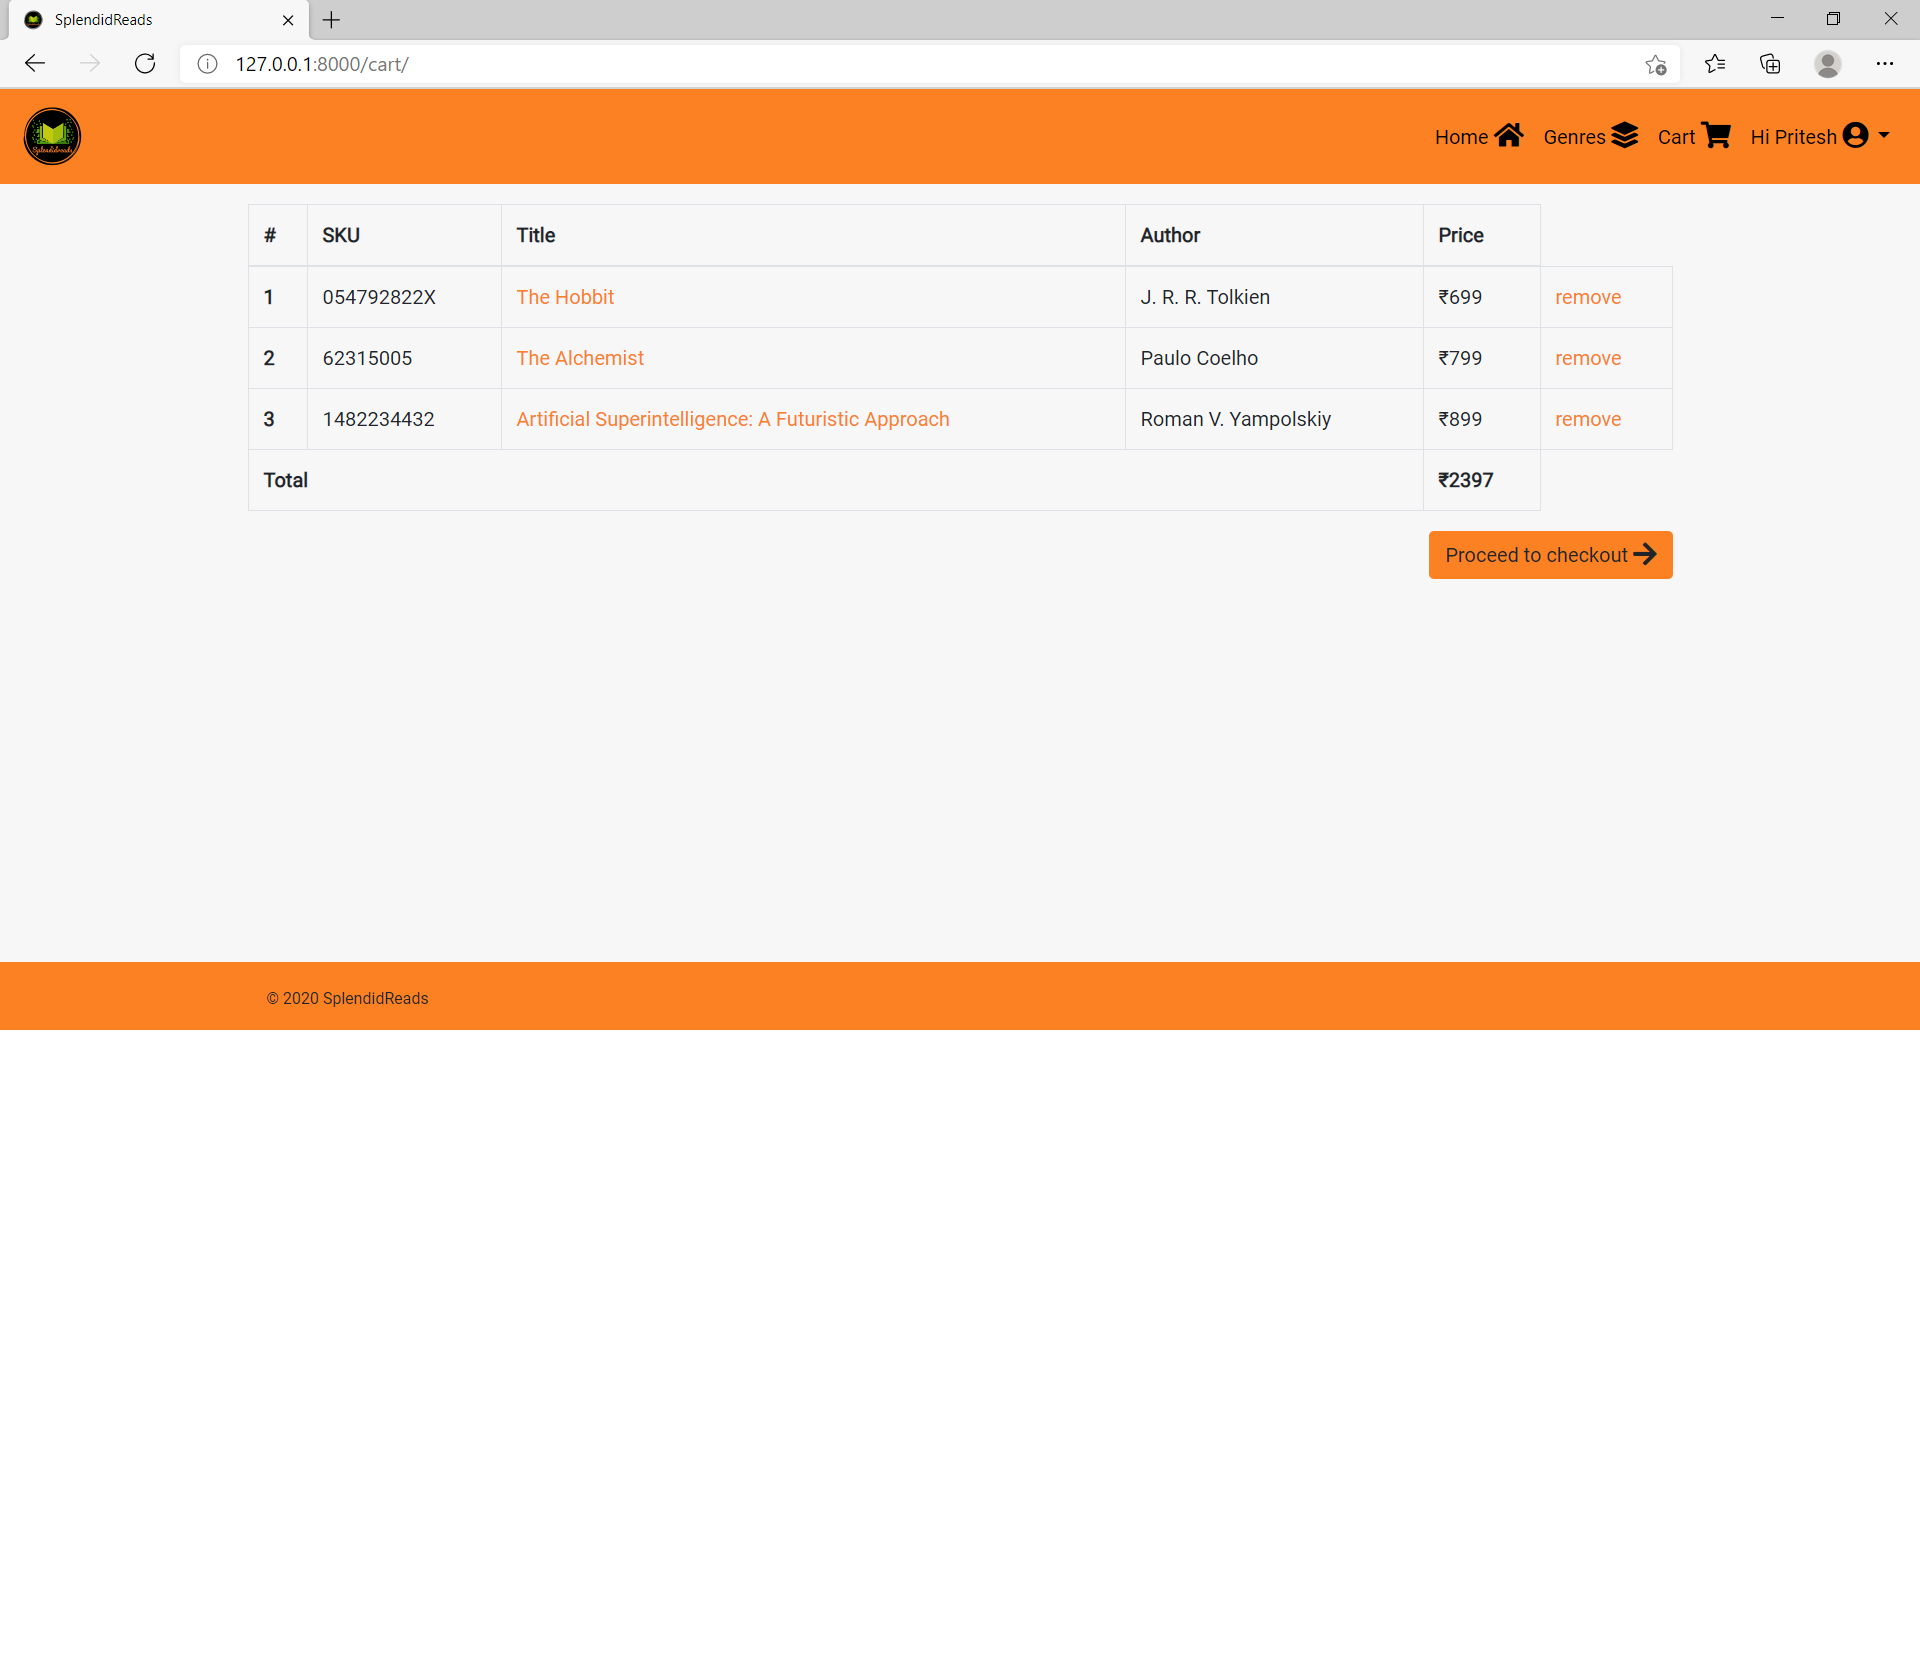 SplendidReads
127.0.0.1:8000/cart/
Splendidreads
Home Genres Cart Hi Pritesh
# SKU Title Author Price
1 054792822X The Hobbit J. R. R. Tolkien ₹699 remove
2 62315005 The Alchemist Paulo Coelho ₹799 remove
3 1482234432 Artificial Superintelligence: A Futuristic Approach Roman V. Yampolskiy ₹899 remove
Total ₹2397
Proceed to checkout
© 2020 SplendidReads